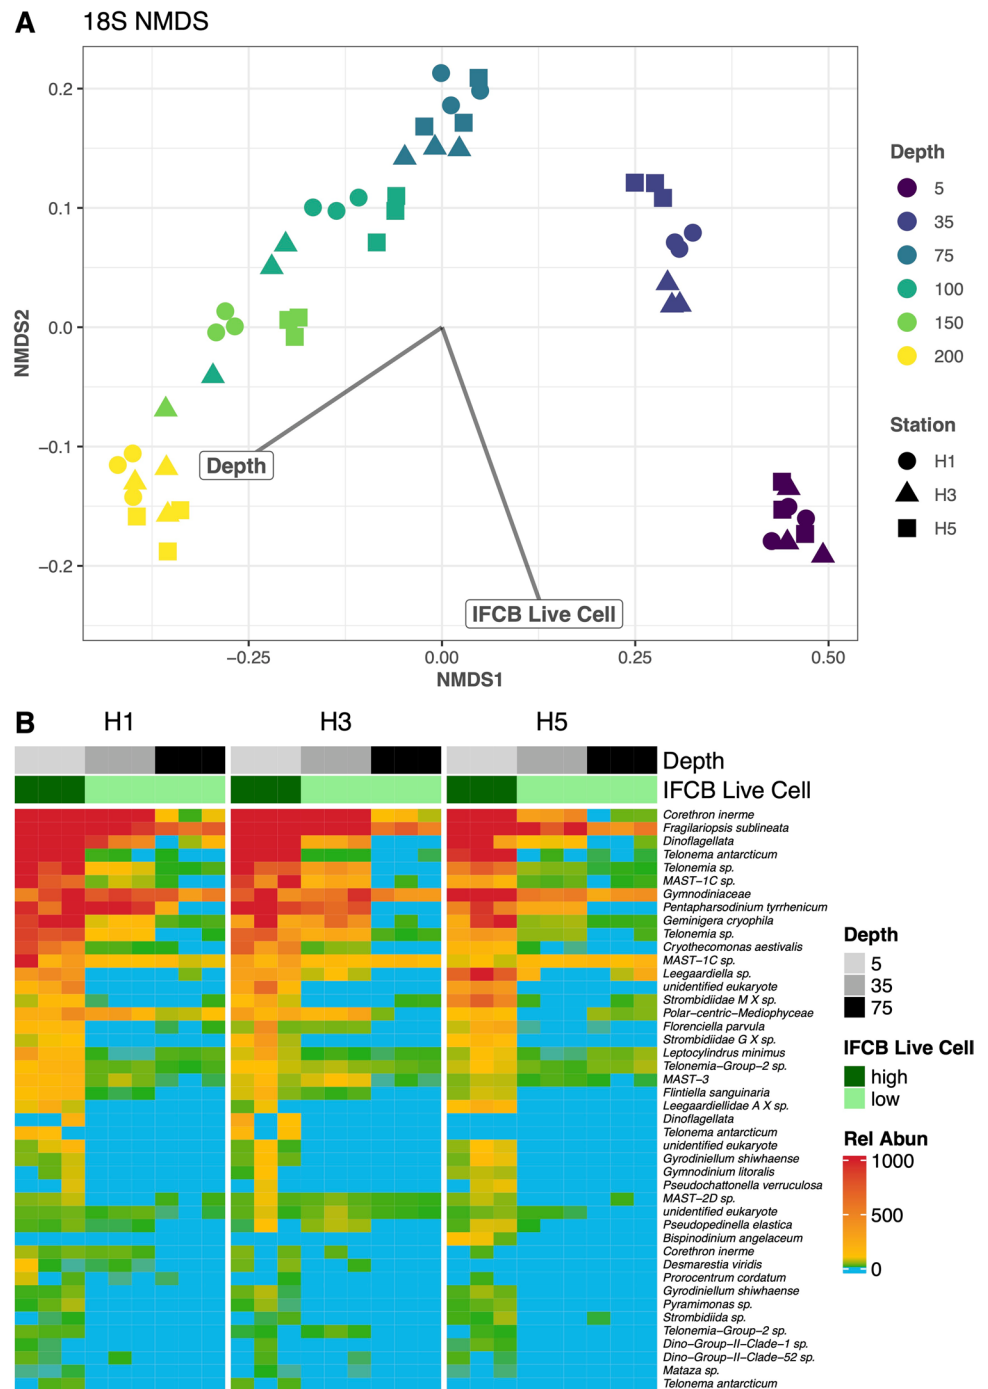 A 18S NMDS
0.2
0.1
0.0
−0.1
−0.2
NMDS2
−0.25 0.00 0.25 0.50
NMDS1
Depth
IFCB Live Cell
Depth
5
35
75
100
150
200
Station
H1
H3
H5
B H1 H3 H5
Depth
IFCB Live Cell
Corethron inerme
Fragilariopsis sublineata
Dinoflagellata
Telonema antarcticum
Telonemia sp.
MAST−1C sp.
Gymnodiniaceae
Pentapharsodinium tyrrhenicum
Geminigera cryophila
Telonemia sp.
Cryothecomonas aestivalis
MAST−1C sp.
Leegaardiella sp.
unidentified eukaryote
Strombidiidae M X sp.
Polar−centric−Mediophyceae
Florenciella parvula
Strombidiidae G X sp.
Leptocylindrus minimus
Telonemia−Group−2 sp.
MAST−3
Flintiella sanguinaria
Leegaardiellidae A X sp.
Dinoflagellata
Telonema antarcticum
unidentified eukaryote
Gyrodiniellum shiwhaense
Gymnodinium litoralis
Pseudochattonella verruculosa
MAST−2D sp.
unidentified eukaryote
Pseudopedinella elastica
Bispinodinium angelaceum
Corethron inerme
Desmarestia viridis
Prorocentrum cordatum
Gyrodiniellum shiwhaense
Pyramimonas sp.
Strombidiida sp.
Telonemia−Group−2 sp.
Dino−Group−II−Clade−1 sp.
Dino−Group−II−Clade−52 sp.
Mataza sp.
Telonema antarcticum
Depth
5
35
75
IFCB Live Cell
high
low
Rel Abun
1000
500
0